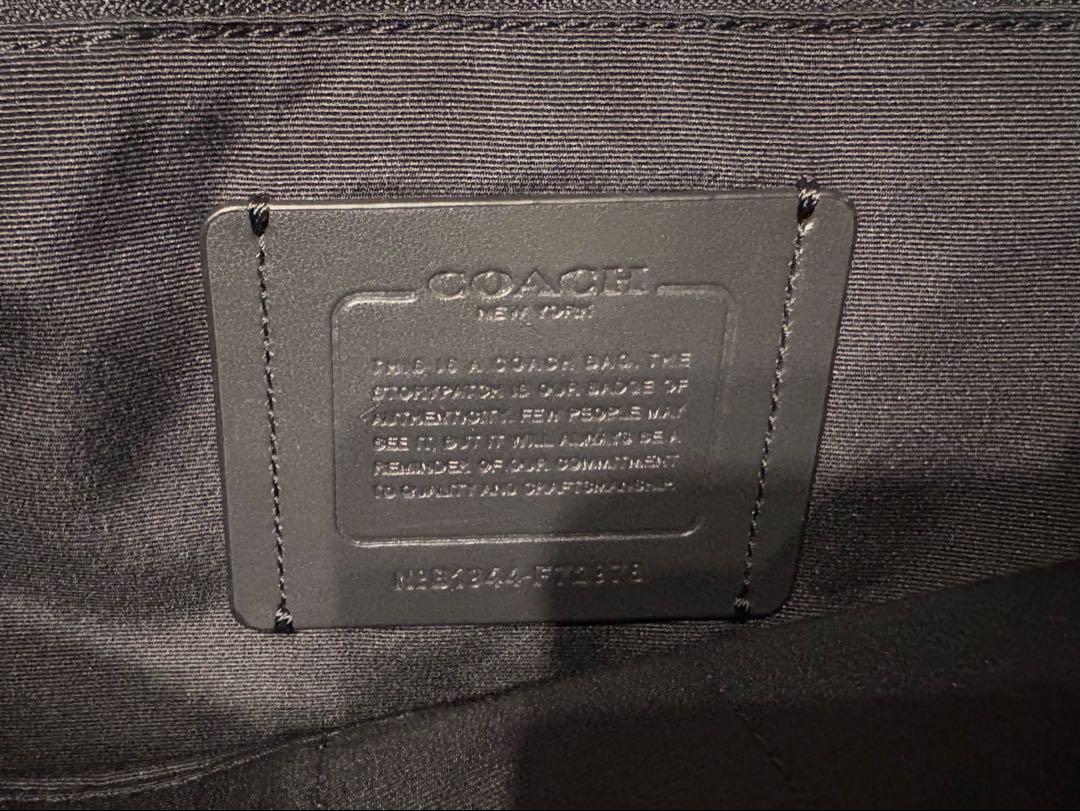 COACH
NEW YORK
THIS IS A COACH BAG. THE
STORYPATCH IS OUR BADGE OF
AUTHENTICITY. FEW PEOPLE MAY
SEE IT, BUT IT WILL ALWAYS BE A
REMINDER OF OUR COMMITMENT
TO QUALITY AND CRAFTSMANSHIP.